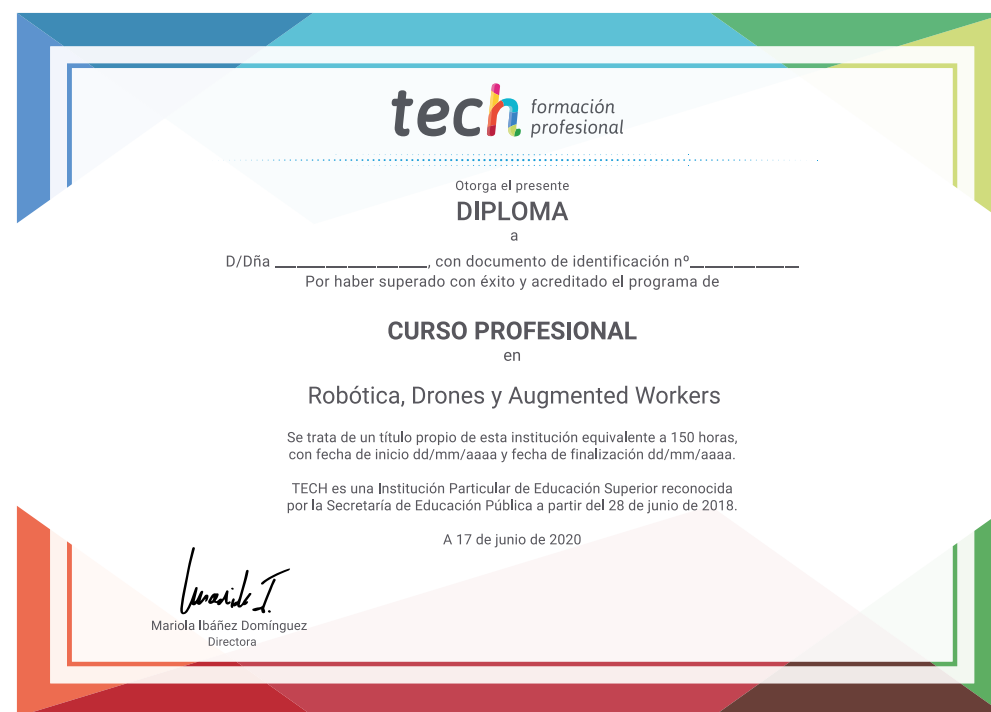 tech formación
profesional
Otorga el presente
DIPLOMA
a
D/Dña ____________, con documento de identificación nº__________
Por haber superado con éxito y acreditado el programa de
CURSO PROFESIONAL
en
Robótica, Drones y Augmented Workers
Se trata de un título propio de esta institución equivalente a 150 horas,
con fecha de inicio dd/mm/aaaa y fecha de finalización dd/mm/aaaa.
TECH es una Institución Particular de Educación Superior reconocida
por la Secretaría de Educación Pública a partir del 28 de junio de 2018.
A 17 de junio de 2020
Mariola Ibáñez Domínguez
Directora